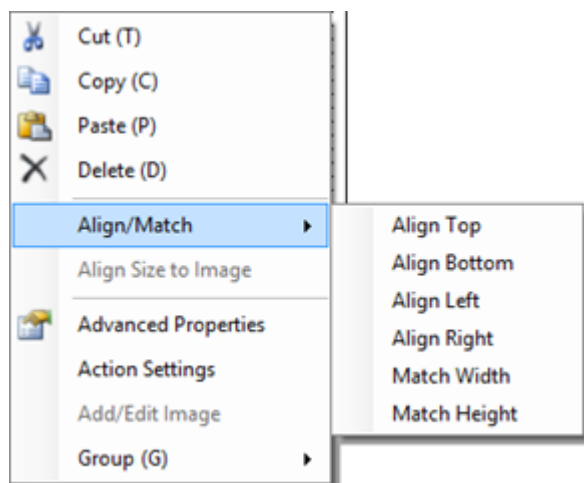 Cut (T)
Copy (C)
Paste (P)
Delete (D)
Align/Match
Align Size to Image
Advanced Properties
Action Settings
Add/Edit Image
Group (G)
Align Top
Align Bottom
Align Left
Align Right
Match Width
Match Height